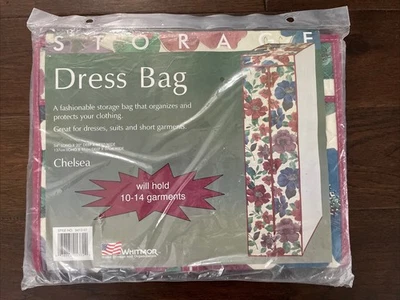 STORAGE
Dress Bag
A fashionable storage bag that organizes and
protects your clothing.
Great for dresses, suits and short garments.
Chelsea
will hold
10-14 garments
WHITMOR